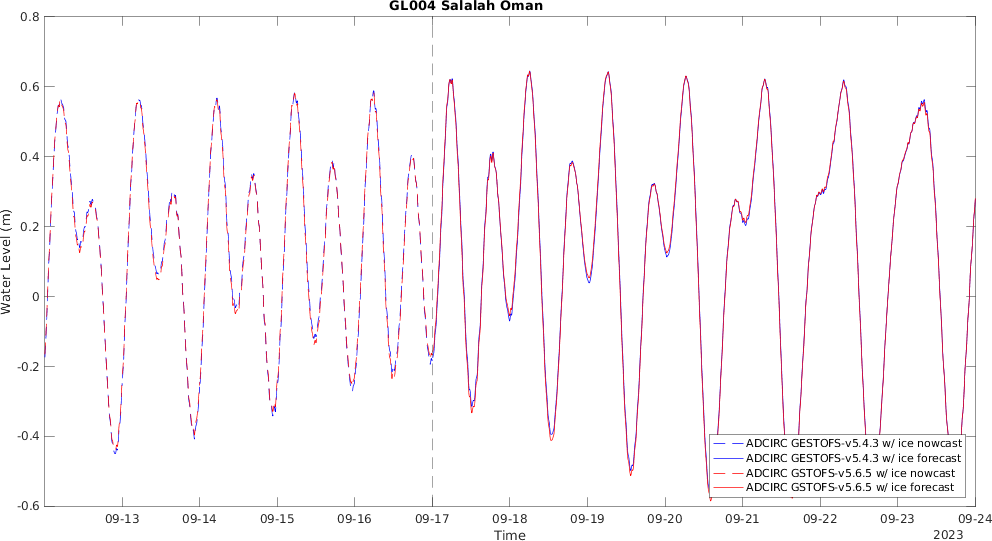 GL004 Salalah Oman
0.8
0.6
0.4
0.2
0
-0.2
-0.4
-0.6
Water Level (m)
ADCIRC GESTOFS-v5.4.3 w/ ice nowcast
ADCIRC GESTOFS-v5.4.3 w/ ice forecast
ADCIRC GSTOFS-v5.6.5 w/ ice nowcast
ADCIRC GSTOFS-v5.6.5 w/ ice forecast
09-13 09-14 09-15 09-16 09-17 09-18 09-19 09-20 09-21 09-22 09-23 09-24
Time
2023